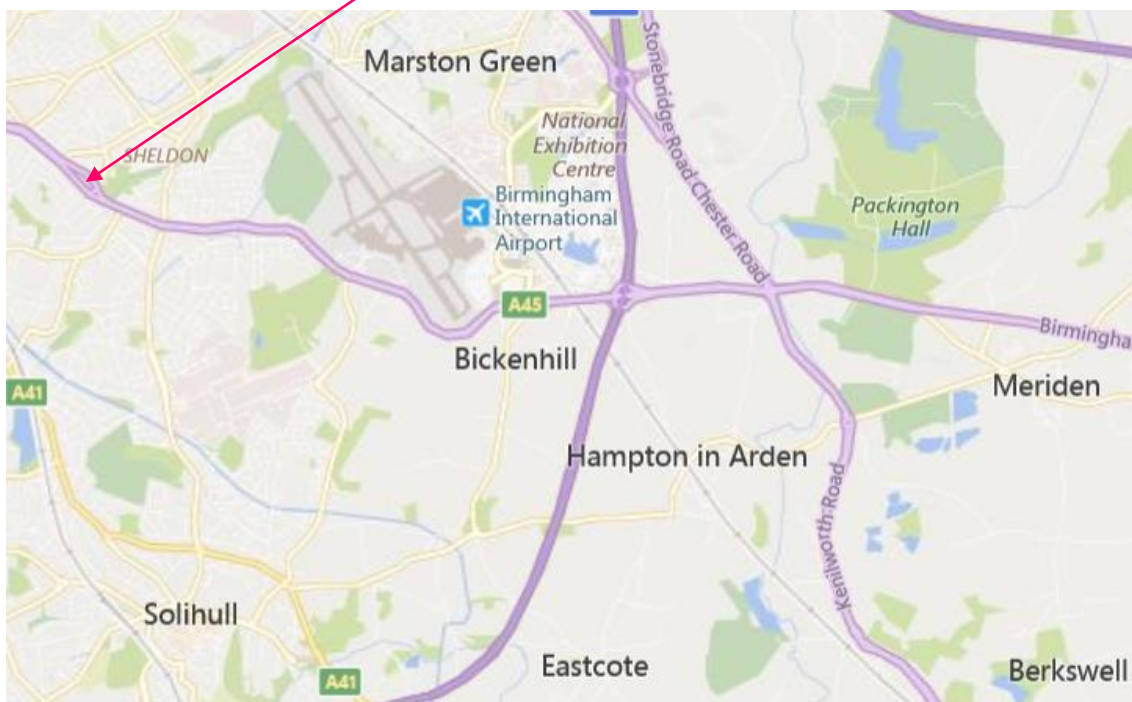 Marston Green
Stonebridge Road Chester Road
National
Exhibition
Centre
SHELDON
Birmingham
International
Airport
Packington
Hall
A45
Birmingha
Bickenhill
Meriden
A41
Hampton in Arden
Kenilworth Road
Solihull
Eastcote
Berkswell
A41